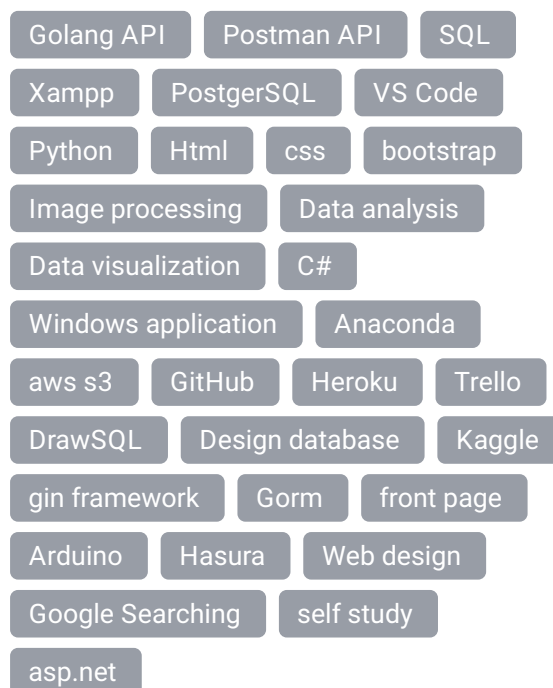 Golang API Postman API SQL
Xampp PostgerSQL VS Code
Python Html css bootstrap
Image processing Data analysis
Data visualization C#
Windows application Anaconda
aws s3 GitHub Heroku Trello
DrawSQL Design database Kaggle
gin framework Gorm front page
Arduino Hasura Web design
Google Searching self study
asp.net